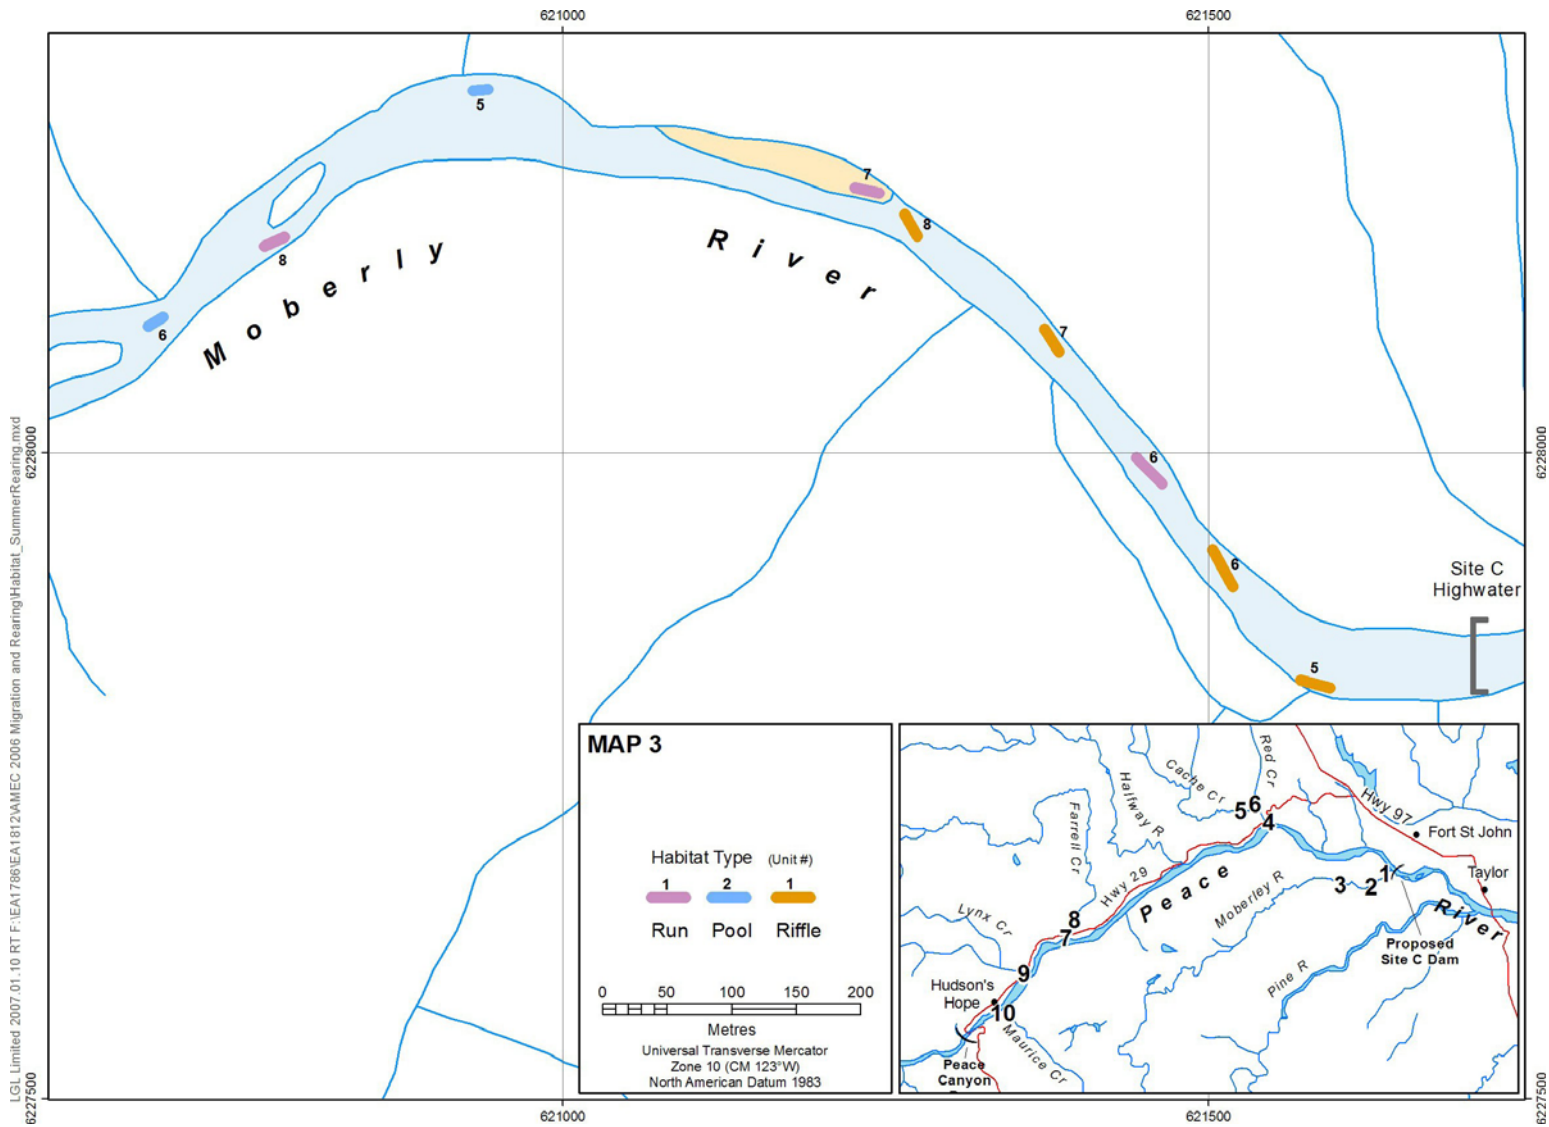 621000
621500
5
7
8
8
6
Moberly
River
7
6
6
5
6228000
6228000
Site C
Highwater
LGL Limited 2007.01.10 RT F:\EA1786\EA1812\AMEC 2006 Migration and Rearing\Habitat_SummerRearing.mxd
MAP 3
Habitat Type (Unit #)
1 2 1
Run Pool Riffle
0 50 100 150 200
Metres
Universal Transverse Mercator
Zone 10 (CM 123°W)
North American Datum 1983
Red Cr
Cache Cr
Halfway R
Farrell Cr
5 6
4
Hwy 97
Fort St John
Taylor
Hwy 29
Peace
River
Moberley R
3 2 1
8
7
Lynx Cr
Proposed
Site C Dam
Pine R
9
Hudson's
Hope
10
Maurice Cr
Peace
Canyon
6227500
6227500
621000
621500